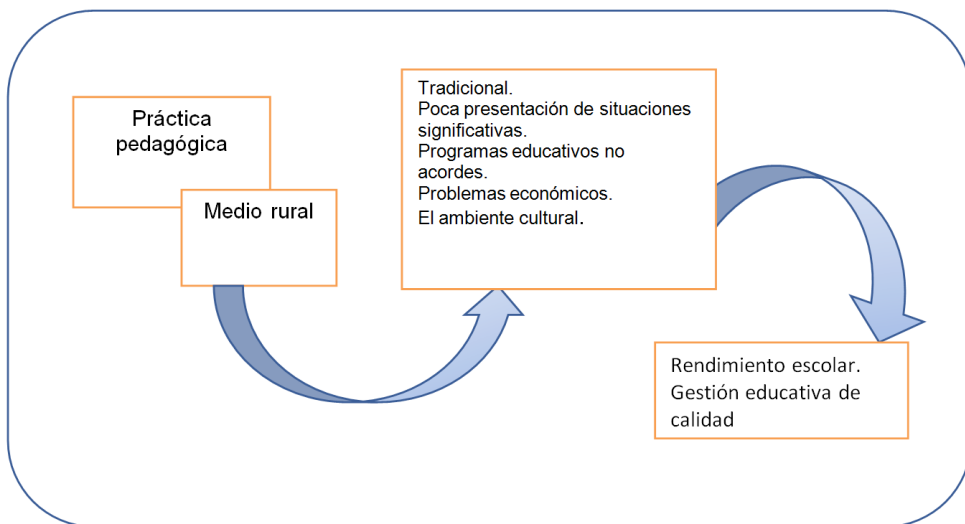 Práctica
pedagógica
Medio rural
Tradicional.
Poca presentación de situaciones
significativas.
Programas educativos no
acordes.
Problemas económicos.
El ambiente cultural.
Rendimiento escolar.
Gestión educativa de
calidad